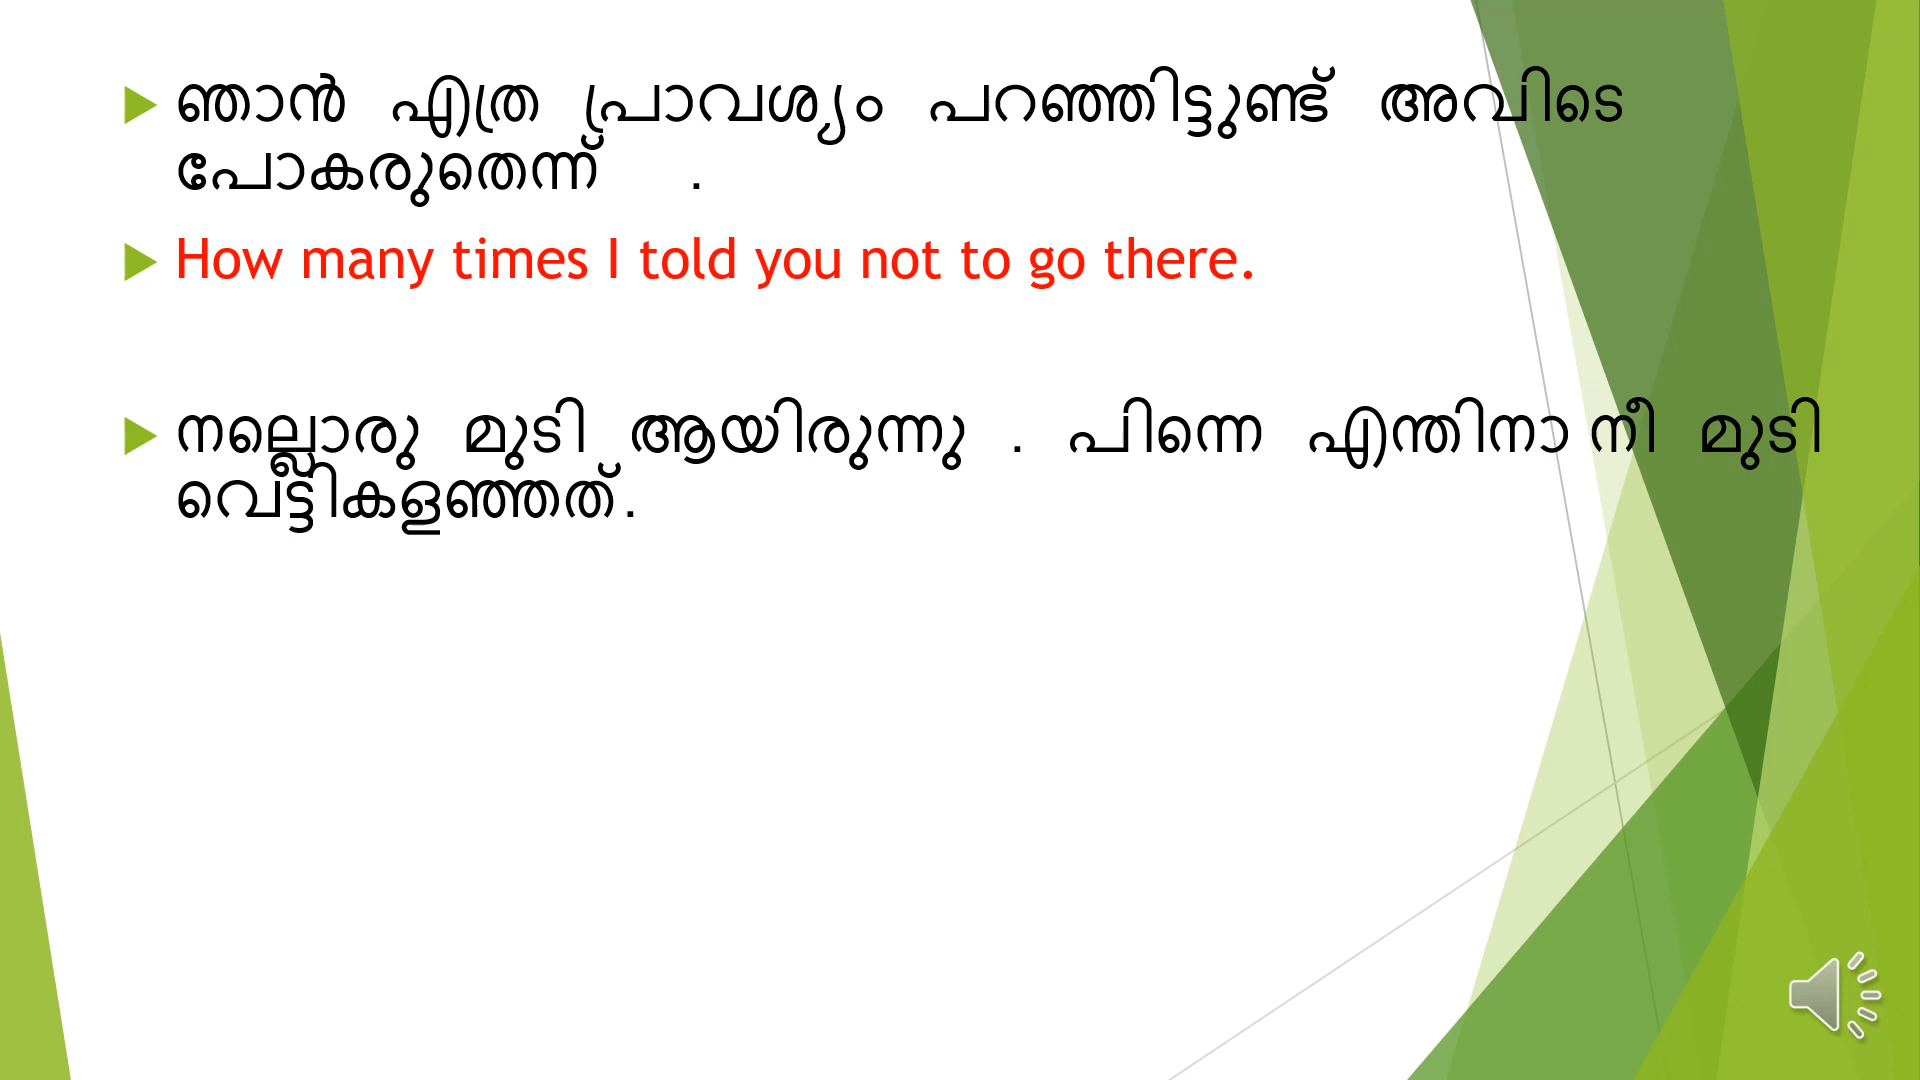 ഞാൻ എത്ര പ്രാവശ്യം പറഞ്ഞിട്ടുണ്ട് അവിടെ
പോകരുതെന്ന് .
How many times I told you not to go there.
നല്ലൊരു മുടി ആയിരുന്നു . പിന്നെ എന്തിനാ നീ മുടി
വെട്ടികളഞ്ഞത്.